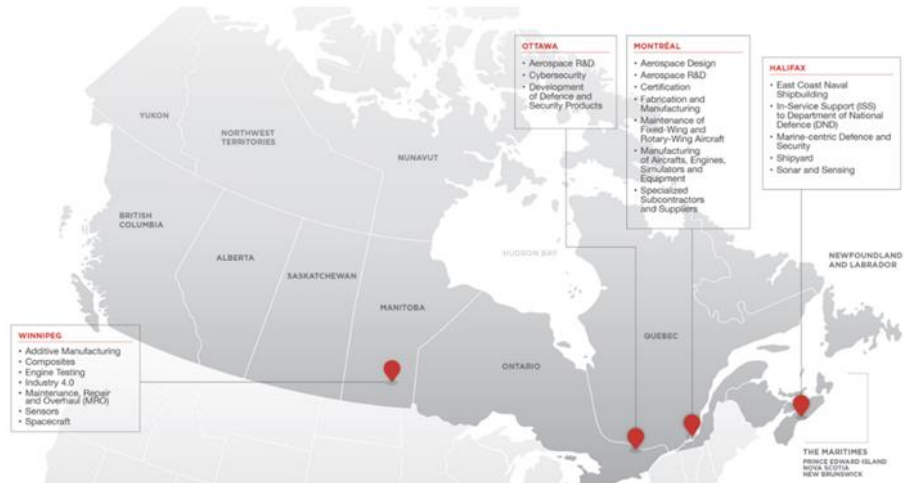 OTTAWA
• Aerospace R&D
• Cybersecurity
• Development
of Defence and
Security Products
MONTRÉAL
• Aerospace Design
• Aerospace R&D
• Certification
• Fabrication and
Manufacturing
• Maintenance of
Fixed-Wing and
Rotary-Wing Aircraft
• Manufacturing
of Aircrafts, Engines,
Simulators and
Equipment
• Specialized
Subcontractors
and Suppliers
HALIFAX
• East Coast Naval
Shipbuilding
• In-Service Support (ISS)
to Department of National
Defence (DND)
• Marine-centric Defence and
Security
• Shipyard
• Sonar and Sensing
YUKON
NORTHWEST
TERRITORIES
NUNAVUT
BRITISH
COLUMBIA
ALBERTA
SASKATCHEWAN
MANITOBA
HUDSON BAY
ONTARIO
QUEBEC
NEWFOUNDLAND
AND LABRADOR
WINNIPEG
• Additive Manufacturing
• Composites
• Engine Testing
• Industry 4.0
• Maintenance, Repair
and Overhaul (MRO)
• Sensors
• Spacecraft
THE MARITIMES
PRINCE EDWARD ISLAND
NOVA SCOTIA
NEW BRUNSWICK